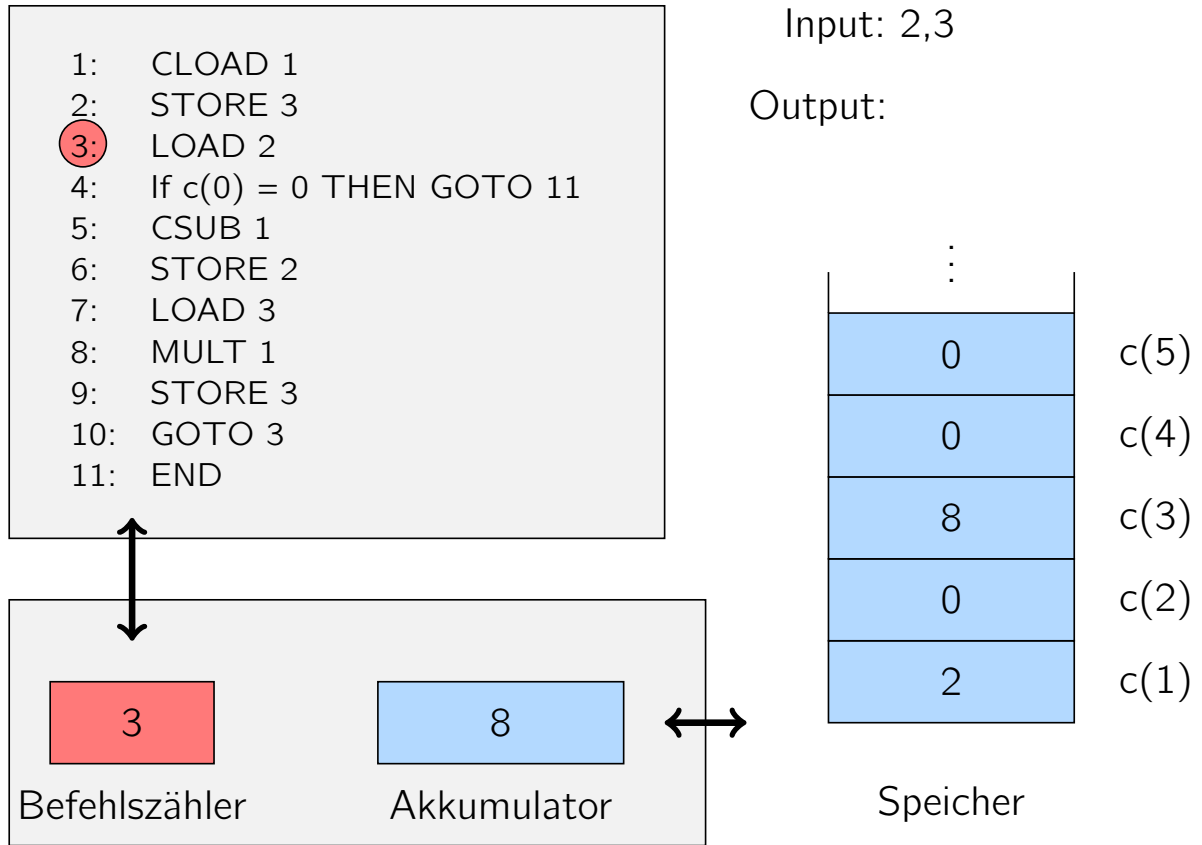 1: CLOAD 1
2: STORE 3
3: LOAD 2
4: If c(0) = 0 THEN GOTO 11
5: CSUB 1
6: STORE 2
7: LOAD 3
8: MULT 1
9: STORE 3
10: GOTO 3
11: END
Input: 2,3
Output:
⋮
0 c(5)
0 c(4)
8 c(3)
0 c(2)
2 c(1)
Speicher
3
Befehlszähler
8
Akkumulator